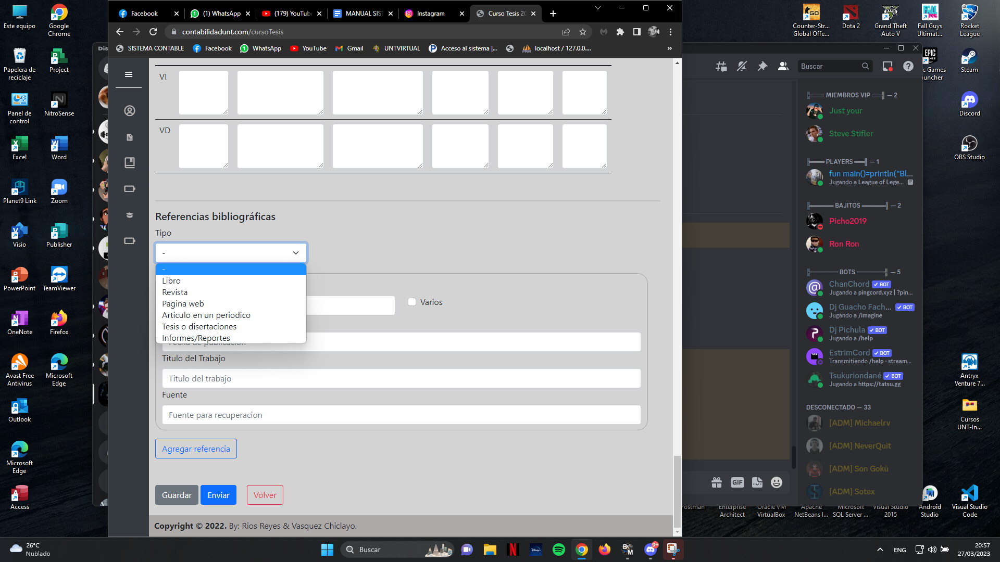 Este equipo
Google
Chrome
Papelera de
reciclaje
Project
Panel de
control
NitroSense
Excel
Word
Planet9 Link
Zoom
Visio
Publisher
PowerPoint
TeamViewer
OneNote
Firefox
Avast Free
Antivirus
Microsoft
Edge
Outlook
Microsoft
Edge
Access
Facebook
(1) WhatsApp
(179) YouTube
MANUAL SIST
Instagram
Curso Tesis 20
contabilidadunt.com/cursoTesis
SISTEMA CONTABLE
Facebook
WhatsApp
YouTube
Gmail
UNTVIRTUAL
Acceso al sistema |...
localhost / 127.0.0....
»
VI
VD
Referencias bibliográficas
Tipo
-
-
Libro
Revista
Pagina web
Articulo en un periodico
Tesis o disertaciones
Informes/Reportes
Varios
Fecha de publicacion
Titulo del Trabajo
Titulo del trabajo
Fuente
Fuente para recuperacion
Agregar referencia
Guardar
Enviar
Volver
Copyright © 2022. By: Rios Reyes & Vasquez Chiclayo.
Dis
Buscar
MIEMBROS VIP — 2
Just your
Steve Stifler
PLAYERS — 1
fun main()=println("Bl...
Jugando a League of Lege...
BAJITOS — 2
Picho2019
Ron Ron
BOTS — 5
ChanChord ✓ BOT
Jugando a pingcord.xyz | ?pin...
Dj Guacho Fach... ✓ BOT
Jugando a /imagine
Dj Pichula ✓ BOT
Jugando a /help
EstrimCord ✓ BOT
Transmitiendo /help · stream...
Tsukuriondané ✓ BOT
Jugando a https://tatsu.gg
DESCONECTADO — 33
[ADM] Michaelrv
[ADM] NeverQuit
[ADM] Son Gokū
[ADM] Sotex
GIF
Counter-Str...
Global Offe...
Dota 2
Grand Theft
Auto V
Fall Guys
Ultimat...
Rocket
League
EPIC
GAMES
c Games
uncher
Steam
Discord
OBS Studio
Antryx
Venture 7...
Cursos
UNT-In...
ostman
Enterprise
Architect
Oracle VM
VirtualBox
Apache
NetBeans I...
Microsoft
SQL Server ...
Visual Studio
2015
Android
Studio
Visual Studio
Code
26°C
Nublado
Buscar
9+
ENG
20:57
27/03/2023